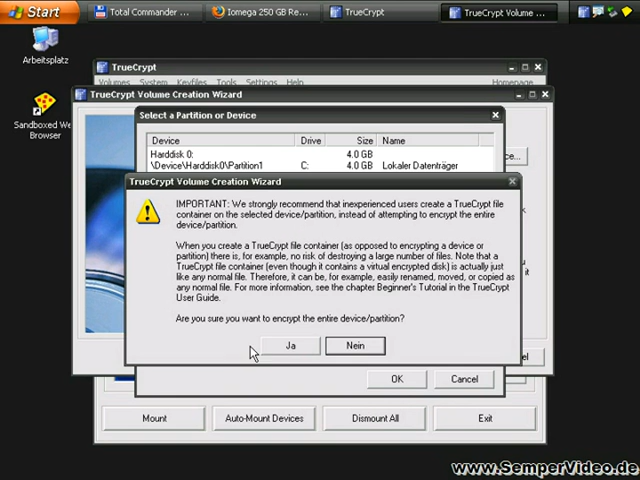 Start
Total Commander ...
Iomega 250 GB Re...
TrueCrypt
TrueCrypt Volume ...
Arbeitsplatz
Sandboxed We
Browser
TrueCrypt
Volumes System Keyfiles Tools Settings Help Homepage
TrueCrypt Volume Creation Wizard
Select a Partition or Device
Device Drive Size Name
Harddisk 0: 4.0 GB
\Device\Harddisk0\Partition1 C: 4.0 GB Lokaler Datenträger
ce...
TrueCrypt Volume Creation Wizard
IMPORTANT: We strongly recommend that inexperienced users create a TrueCrypt file
container on the selected device/partition, instead of attempting to encrypt the entire
device/partition.
When you create a TrueCrypt file container (as opposed to encrypting a device or
partition) there is, for example, no risk of destroying a large number of files. Note that a
TrueCrypt file container (even though it contains a virtual encrypted disk) is actually just
like any normal file. Therefore, it can be, for example, easily renamed, moved, or copied as
any normal file. For more information, see the chapter Beginner's Tutorial in the TrueCrypt
User Guide.
Are you sure you want to encrypt the entire device/partition?
Ja Nein
el
OK Cancel
Mount Auto-Mount Devices Dismount All Exit
www.SemperVideo.de